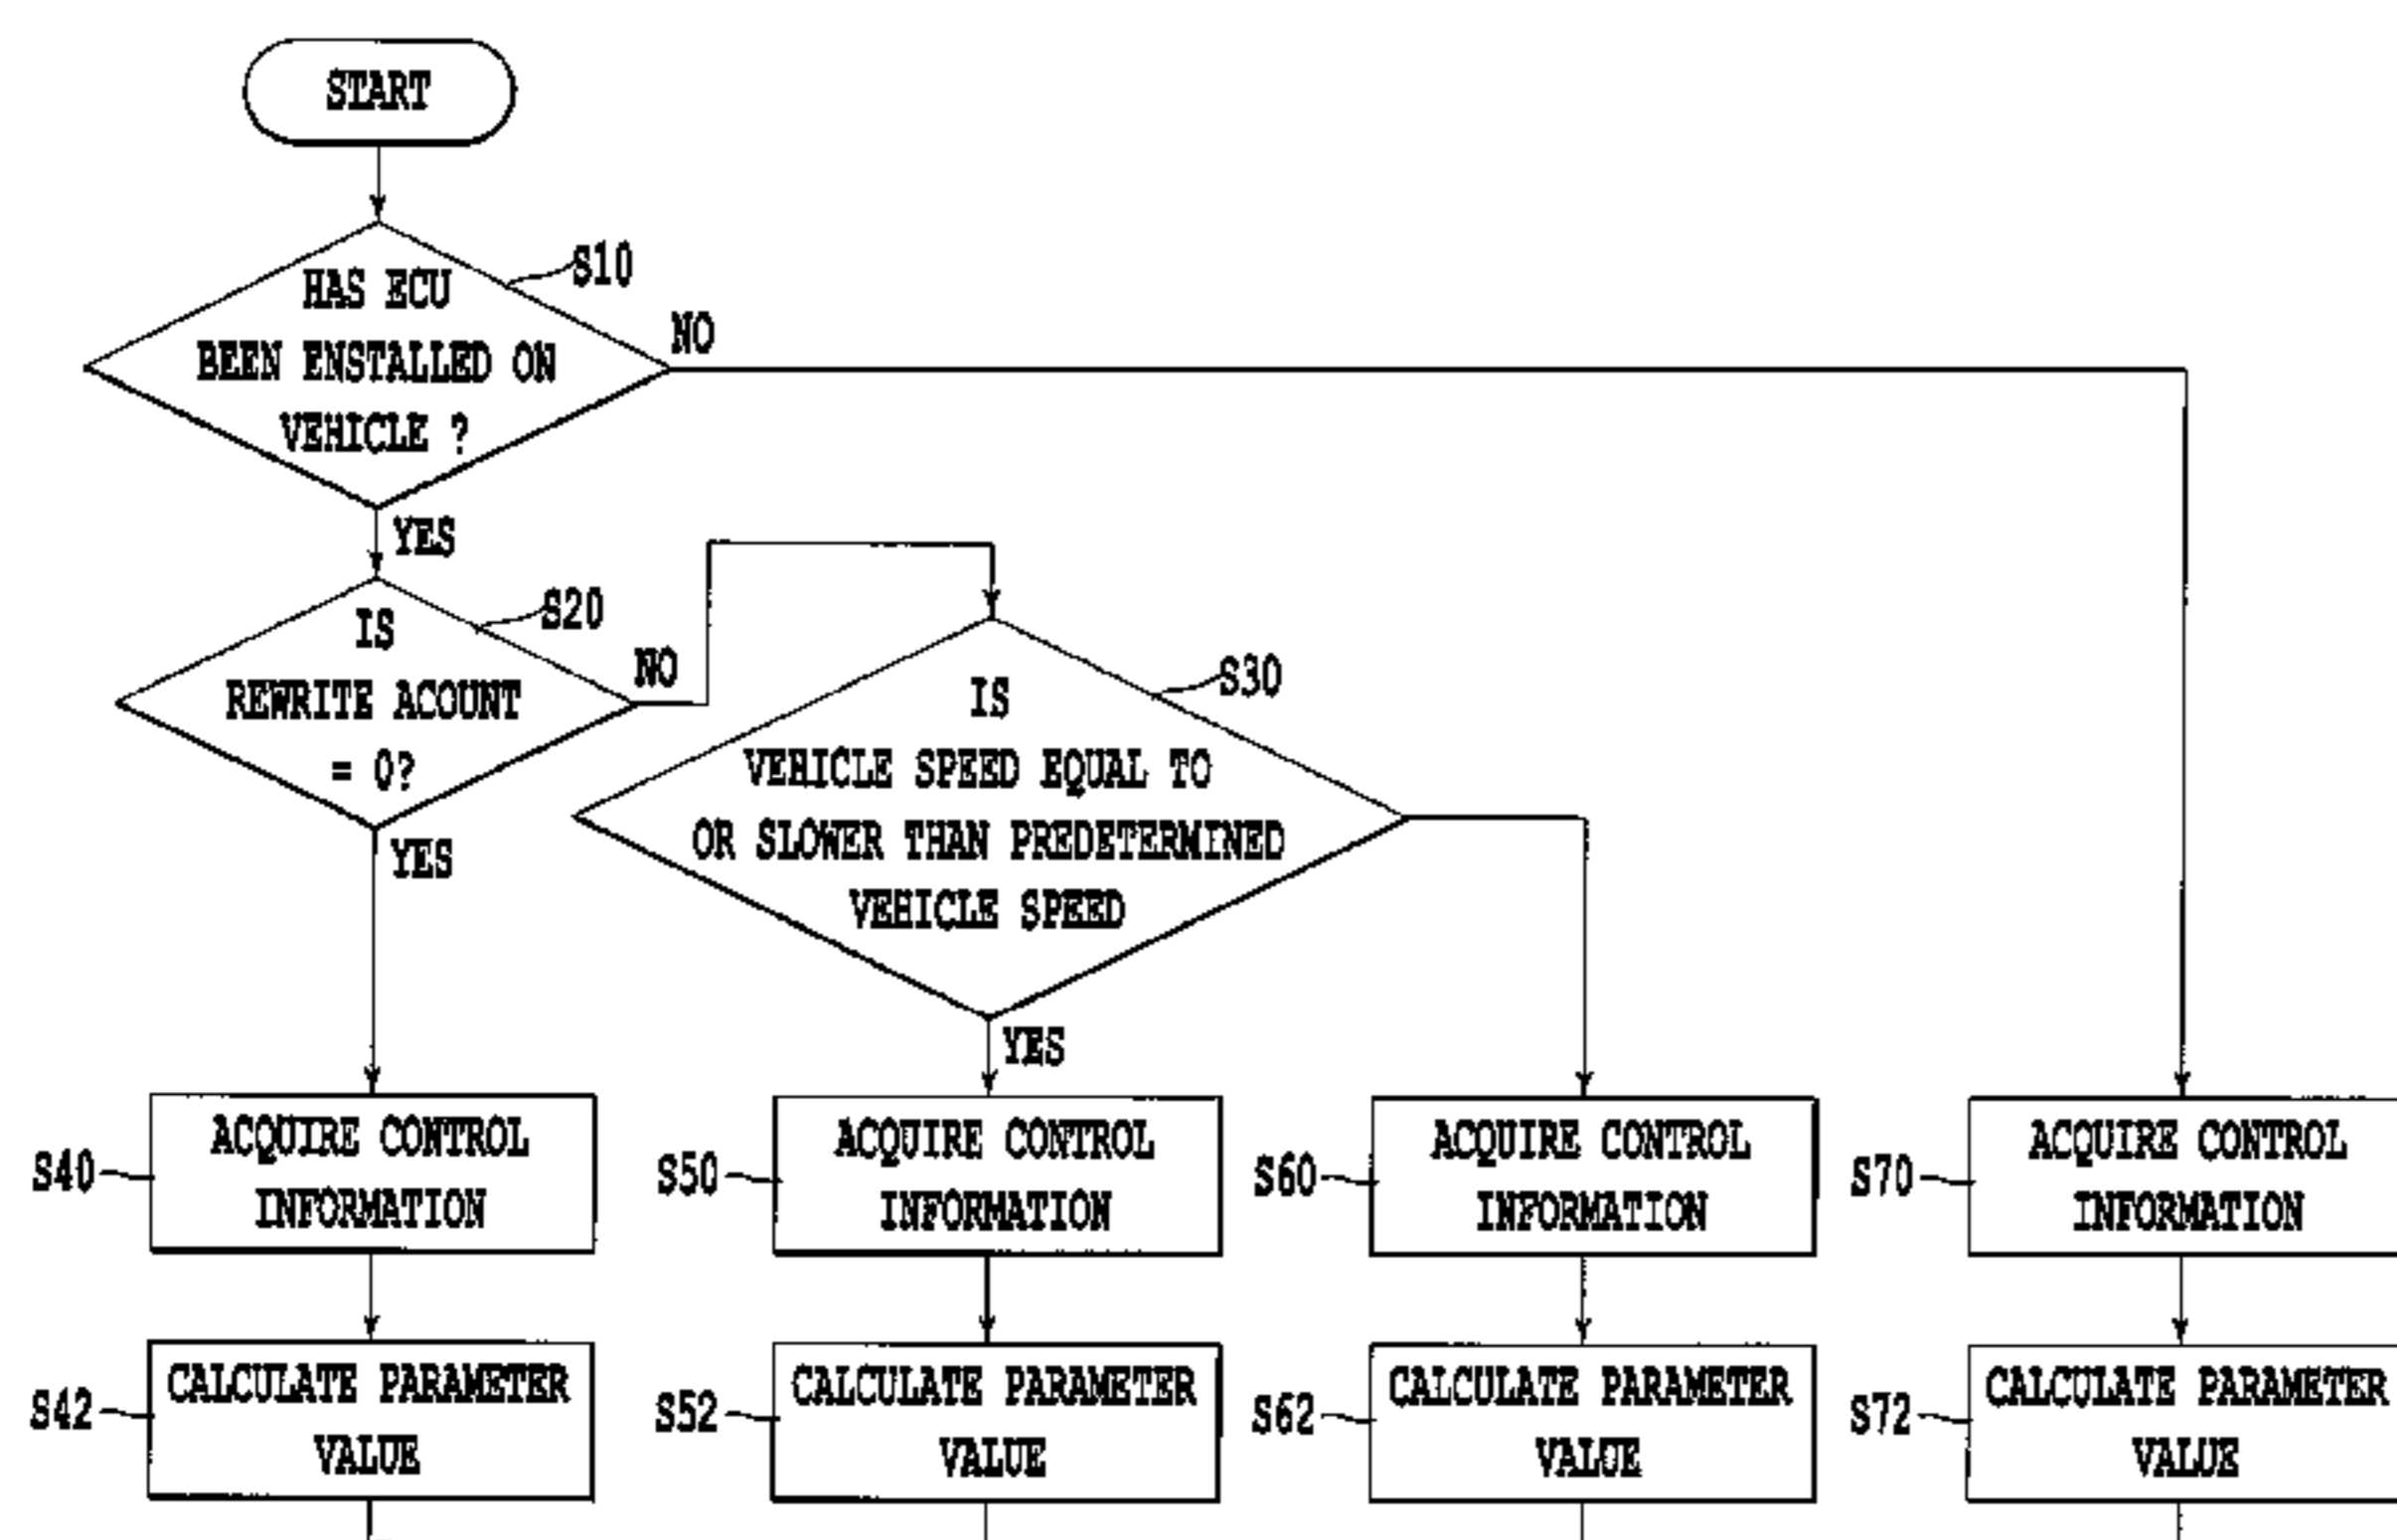 START
S10
HAS ECU
BEEN ENSTALLED ON
VEHICLE ?
NO
YES
S20
IS
REWRITE ACOUNT
= 0?
NO
YES
S30
IS
VEHICLE SPEED EQUAL TO
OR SLOWER THAN PREDETERMINED
VEHICLE SPEED
YES
S40
ACQUIRE CONTROL
INFORMATION
S50
ACQUIRE CONTROL
INFORMATION
S60
ACQUIRE CONTROL
INFORMATION
S70
ACQUIRE CONTROL
INFORMATION
S42
CALCULATE PARAMETER
VALUE
S52
CALCULATE PARAMETER
VALUE
S62
CALCULATE PARAMETER
VALUE
S72
CALCULATE PARAMETER
VALUE